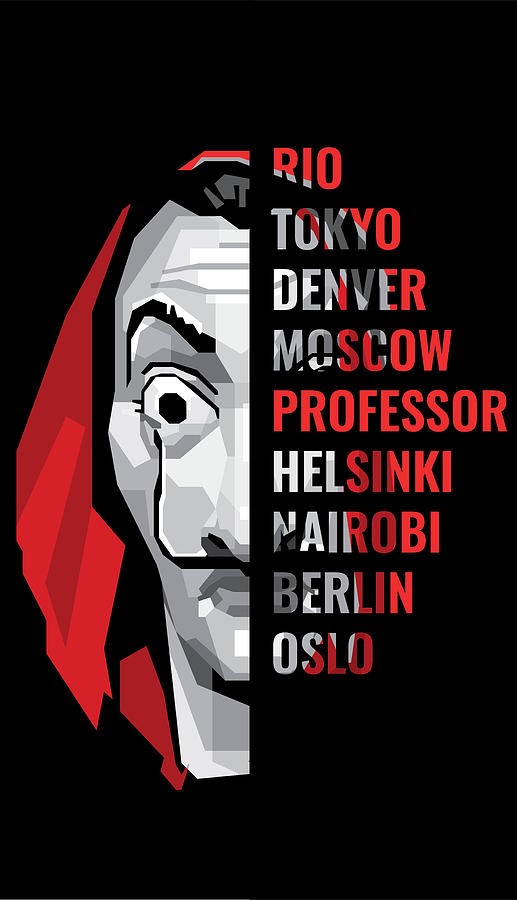 RIO
TOKYO
DENVER
MOSCOW
PROFESSOR
HELSINKI
NAIROBI
BERLIN
OSLO